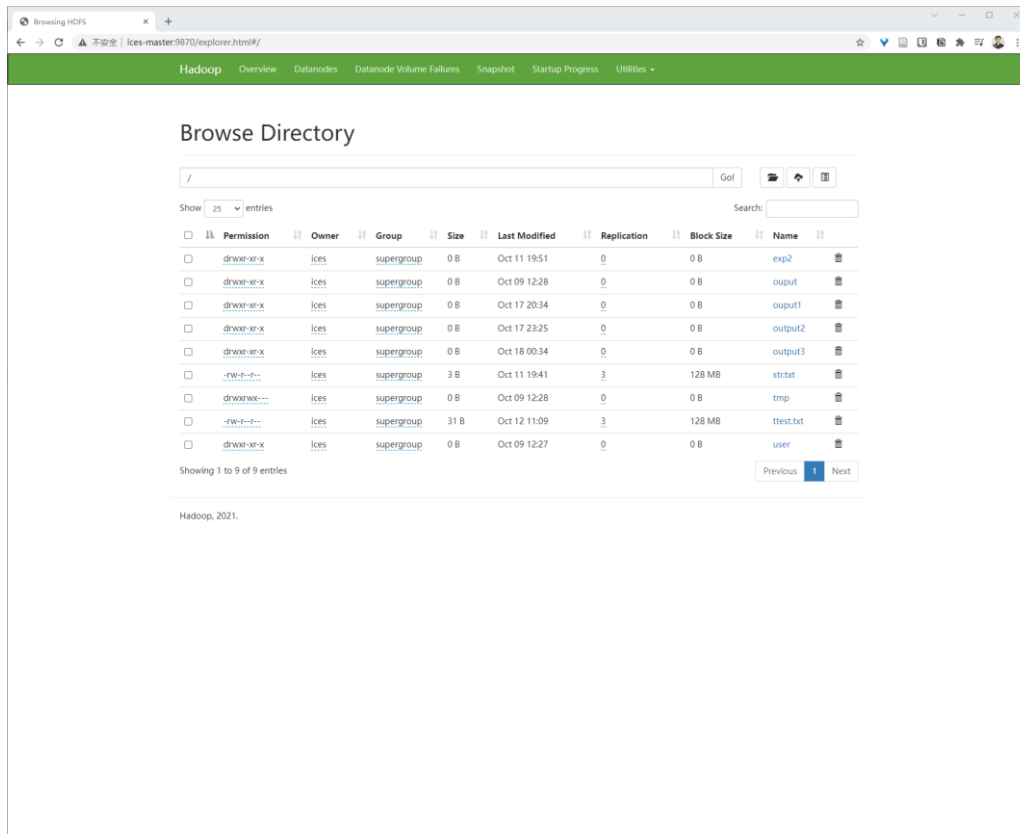 Browsing HDFS
不安全 | ices-master:9870/explorer.html#/
Hadoop Overview Datanodes Datanode Volume Failures Snapshot Startup Progress Utilities
Browse Directory
/ Go!
Show 25 entries Search:
Permission Owner Group Size Last Modified Replication Block Size Name
drwxr-xr-x ices supergroup 0 B Oct 11 19:51 0 0 B exp2
drwxr-xr-x ices supergroup 0 B Oct 09 12:28 0 0 B ouput
drwxr-xr-x ices supergroup 0 B Oct 17 20:34 0 0 B ouput1
drwxr-xr-x ices supergroup 0 B Oct 17 23:25 0 0 B output2
drwxr-xr-x ices supergroup 0 B Oct 18 00:34 0 0 B output3
-rw-r--r-- ices supergroup 3 B Oct 11 19:41 3 128 MB str.txt
drwxrwx--- ices supergroup 0 B Oct 09 12:28 0 0 B tmp
-rw-r--r-- ices supergroup 31 B Oct 12 11:09 3 128 MB ttest.txt
drwxr-xr-x ices supergroup 0 B Oct 09 12:27 0 0 B user
Showing 1 to 9 of 9 entries Previous 1 Next
Hadoop, 2021.